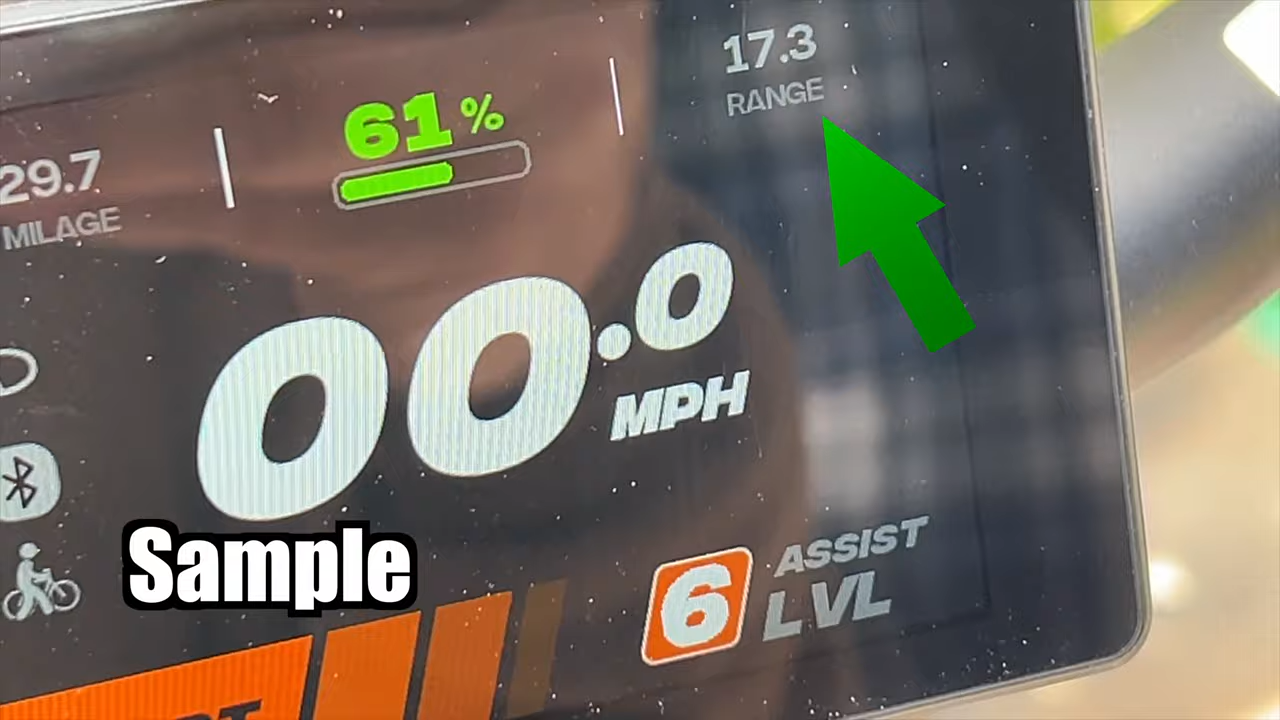 29.7
MILAGE
61%
17.3
RANGE
00.0
MPH
Sample
6
ASSIST
LVL